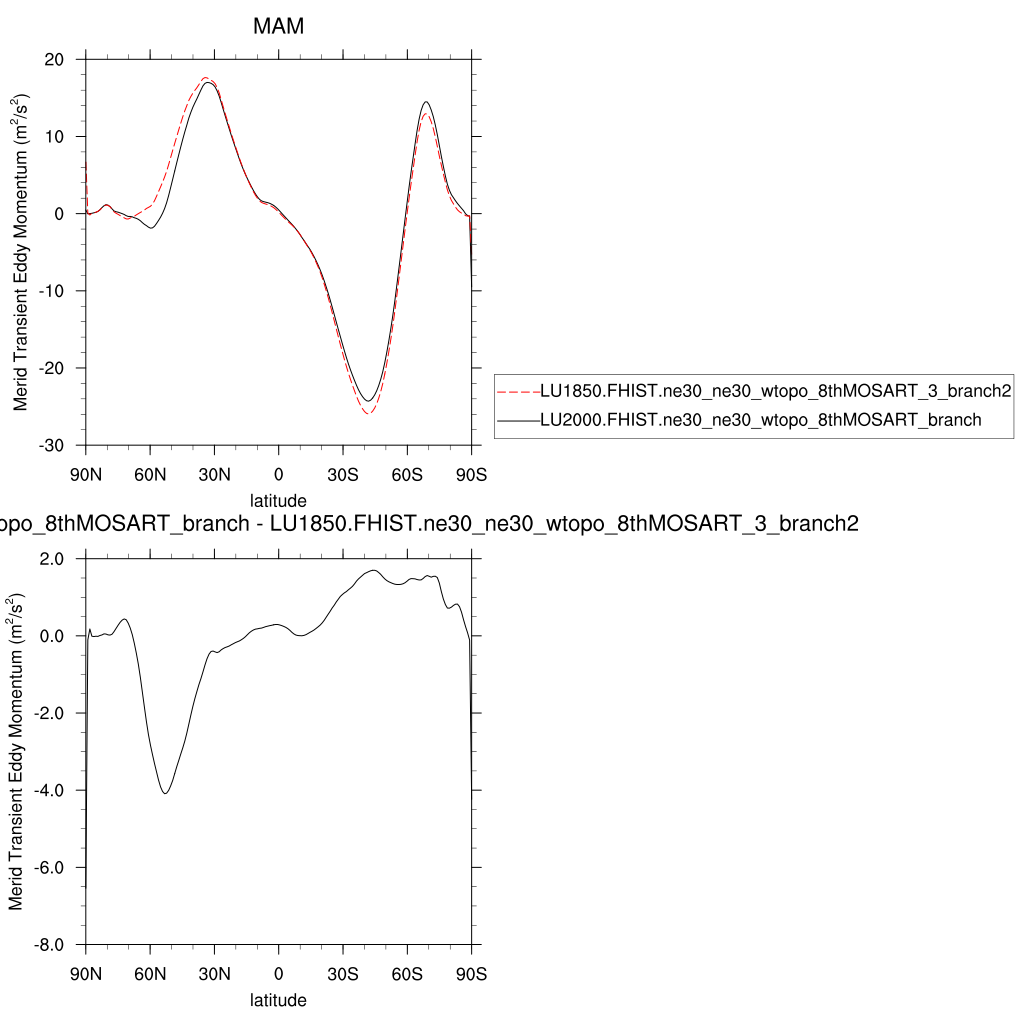 MAM
Merid Transient Eddy Momentum (m²/s²)
20
10
0
-10
-20
-30
90N 60N 30N 0 30S 60S 90S
latitude
LU1850.FHIST.ne30_ne30_wtopo_8thMOSART_3_branch2
LU2000.FHIST.ne30_ne30_wtopo_8thMOSART_branch
opo_8thMOSART_branch - LU1850.FHIST.ne30_ne30_wtopo_8thMOSART_3_branch2
Merid Transient Eddy Momentum (m²/s²)
2.0
0.0
-2.0
-4.0
-6.0
-8.0
90N 60N 30N 0 30S 60S 90S
latitude